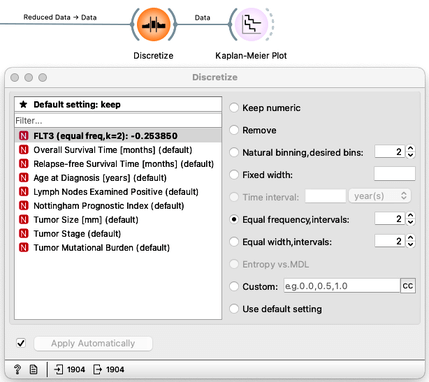 Reduced Data → Data
Data
Discretize
Kaplan-Meier Plot
Discretize
★ Default setting: keep
Filter...
N FLT3 (equal freq,k=2): -0.253850
N Overall Survival Time [months] (default)
N Relapse-free Survival Time [months] (default)
N Age at Diagnosis [years] (default)
N Lymph Nodes Examined Positive (default)
N Nottingham Prognostic Index (default)
N Tumor Size [mm] (default)
N Tumor Stage (default)
N Tumor Mutational Burden (default)
Keep numeric
Remove
Natural binning,desired bins: 2
Fixed width:
Time interval: year(s)
Equal frequency,intervals: 2
Equal width,intervals: 2
Entropy vs.MDL
Custom: e.g.0.0,0.5,1.0 CC
Use default setting
Apply Automatically
? 1904 1904